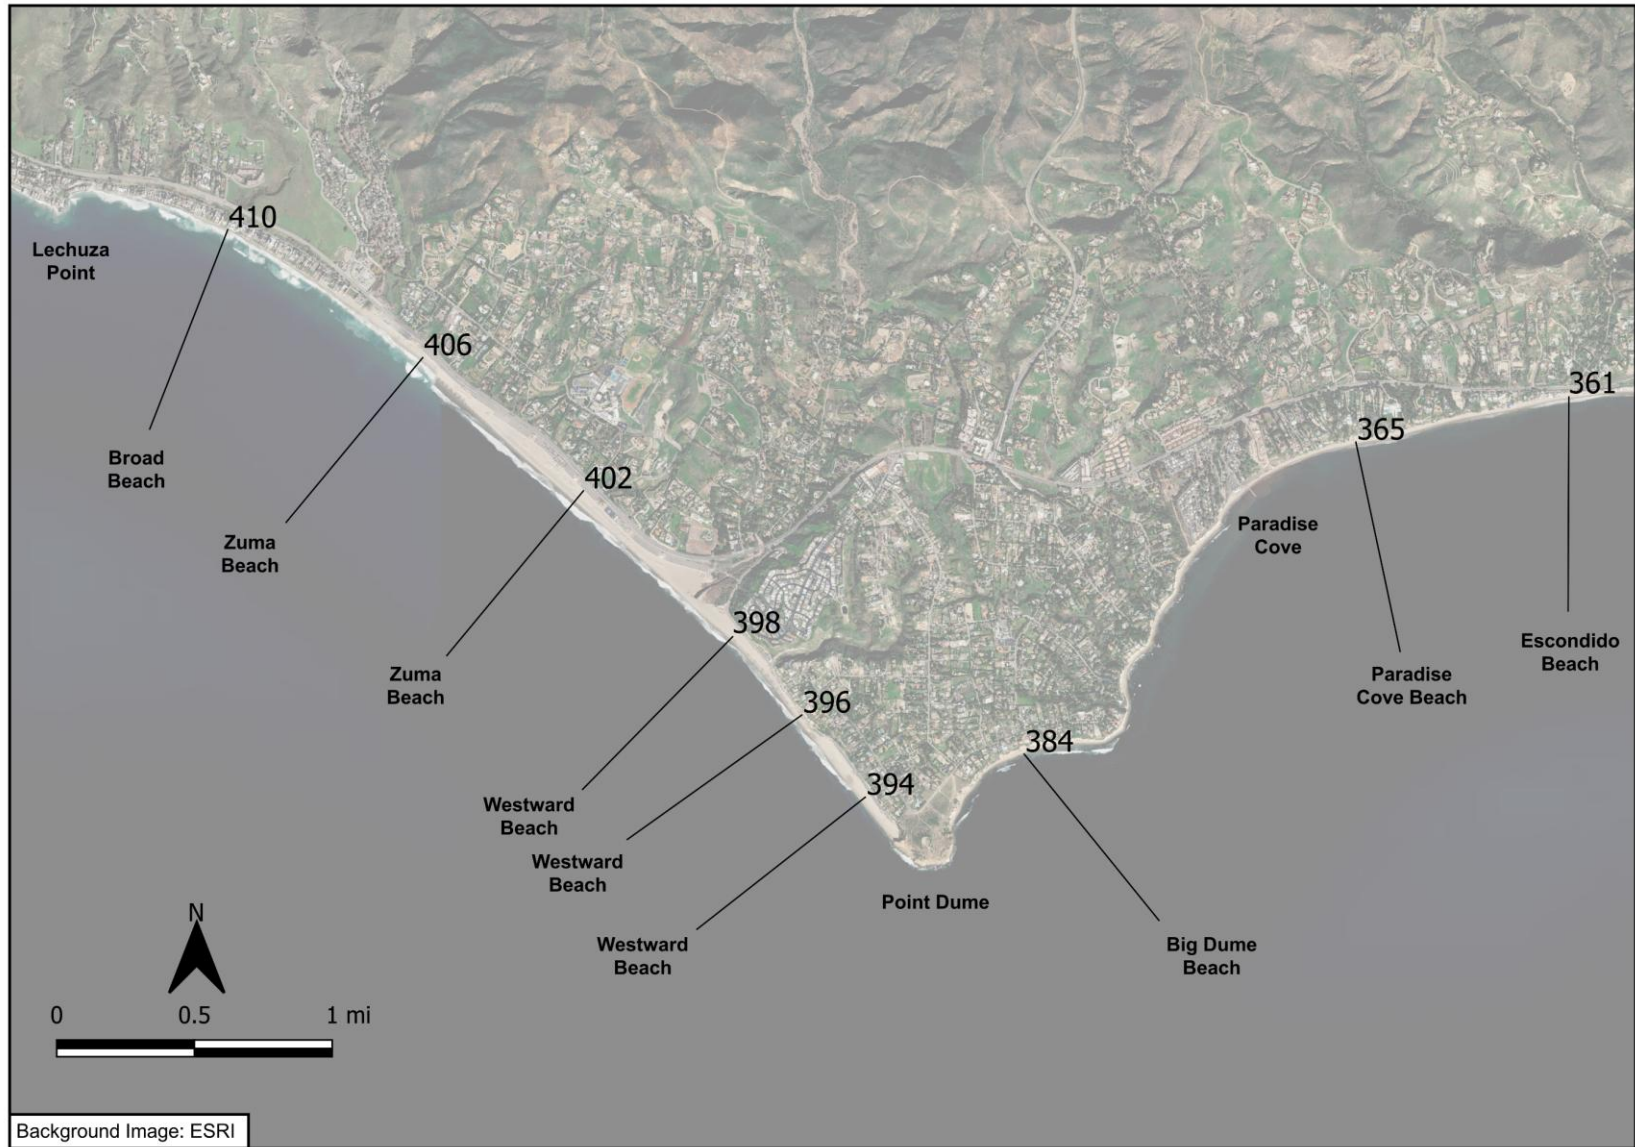 410
Lechuza
Point
406
361
365
Broad
Beach
402
Zuma
Beach
Paradise
Cove
398
Escondido
Beach
Zuma
Beach
Paradise
Cove Beach
396
384
394
Westward
Beach
Westward
Beach
Point Dume
Westward
Beach
Big Dume
Beach
N
0 0.5 1 mi
Background Image: ESRI